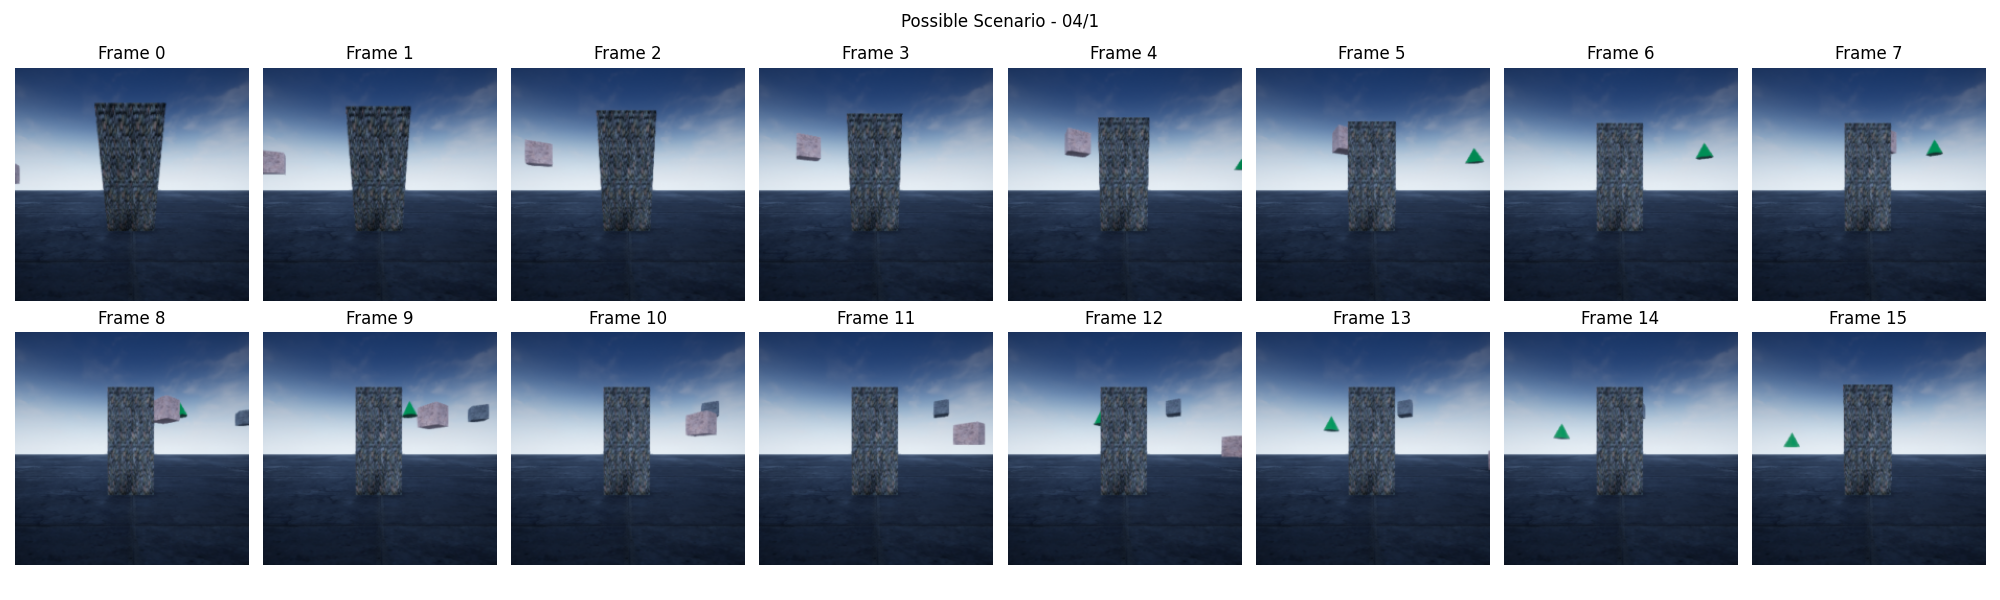 Possible Scenario - 04/1
Frame 0
Frame 1
Frame 2
Frame 3
Frame 4
Frame 5
Frame 6
Frame 7
Frame 8
Frame 9
Frame 10
Frame 11
Frame 12
Frame 13
Frame 14
Frame 15